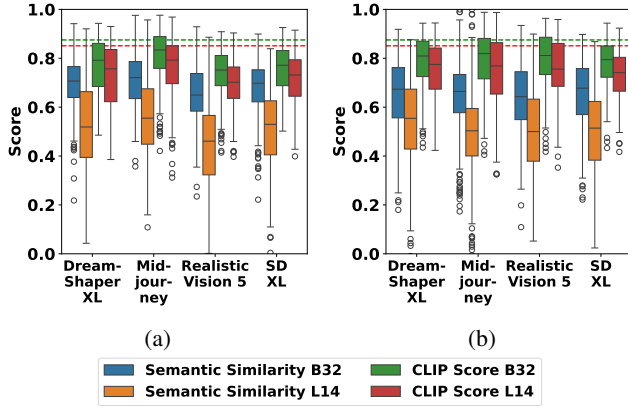 1.0
0.8
0.6
0.4
0.2
0.0
Score
Dream-
Shaper
XL
Mid-
jour-
ney
Realistic
Vision 5
SD
XL
(a)
1.0
0.8
0.6
0.4
0.2
0.0
Score
Dream-
Shaper
XL
Mid-
jour-
ney
Realistic
Vision 5
SD
XL
(b)
Semantic Similarity B32
CLIP Score B32
Semantic Similarity L14
CLIP Score L14